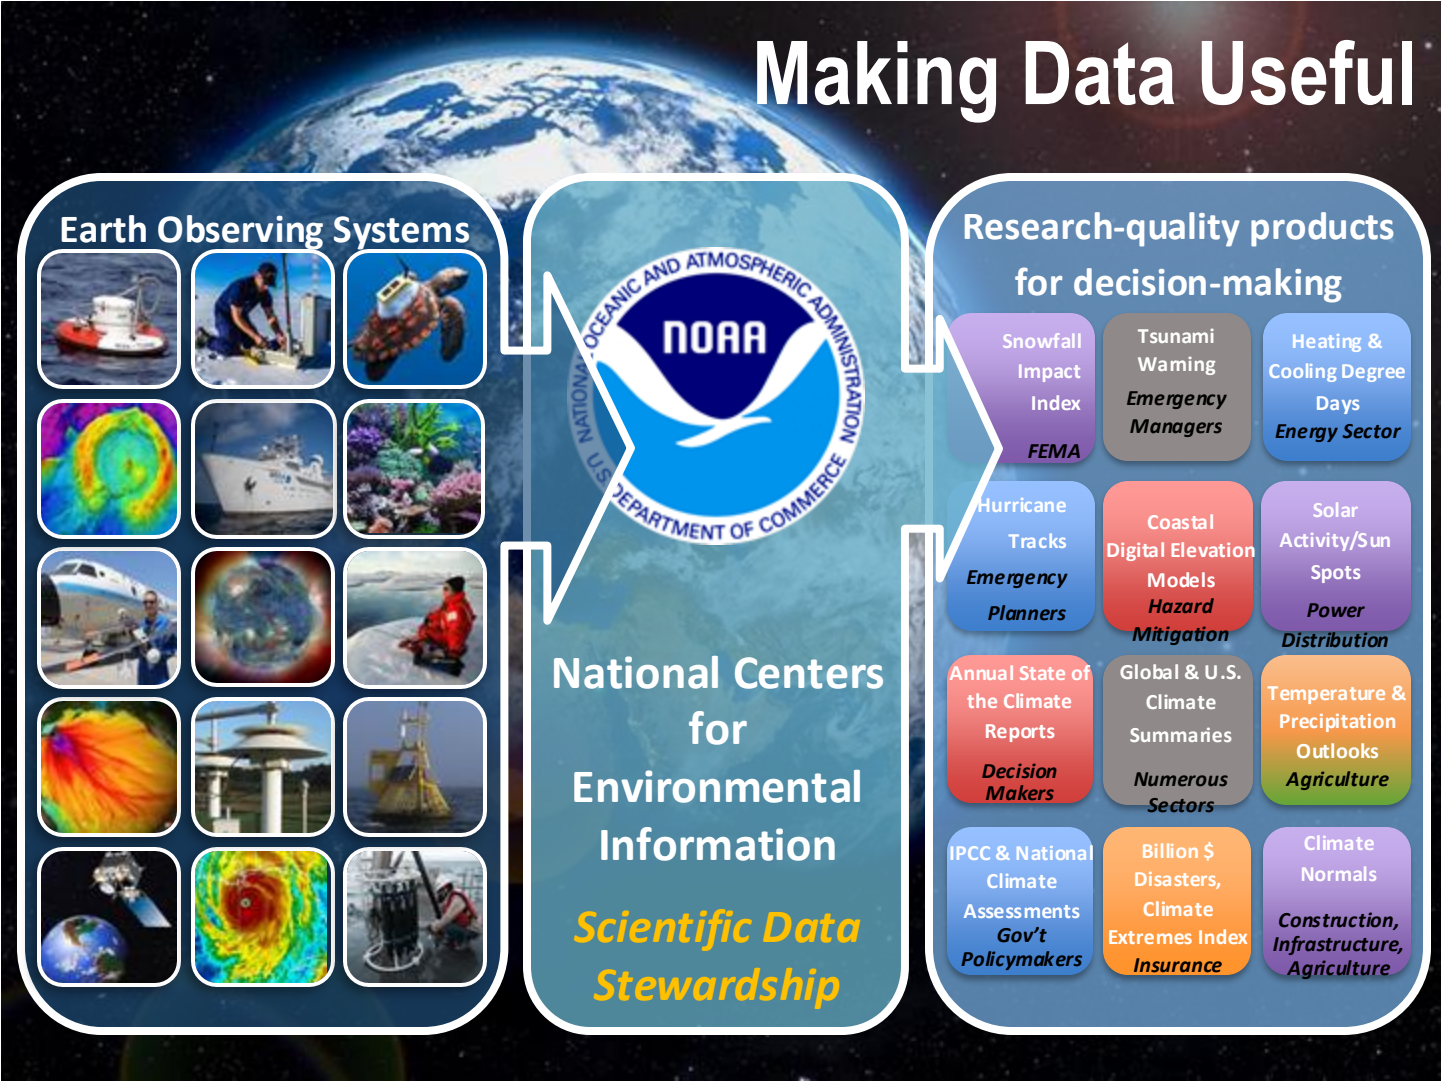 Making Data Useful
Earth Observing Systems
NOAA
NATIONAL OCEANIC AND ATMOSPHERIC ADMINISTRATION
U.S. DEPARTMENT OF COMMERCE
National Centers
for
Environmental
Information
Scientific Data
Stewardship
Research-quality products
for decision-making
Snowfall
Impact
Index
FEMA
Tsunami
Warning
Emergency
Managers
Heating &
Cooling Degree
Days
Energy Sector
Hurricane
Tracks
Emergency
Planners
Coastal
Digital Elevation
Models
Hazard
Mitigation
Solar
Activity/Sun
Spots
Power
Distribution
Annual State of
the Climate
Reports
Decision
Makers
Global & U.S.
Climate
Summaries
Numerous
Sectors
Temperature &
Precipitation
Outlooks
Agriculture
IPCC & National
Climate
Assessments
Gov't
Policymakers
Billion $
Disasters,
Climate
Extremes Index
Insurance
Climate
Normals
Construction,
Infrastructure,
Agriculture